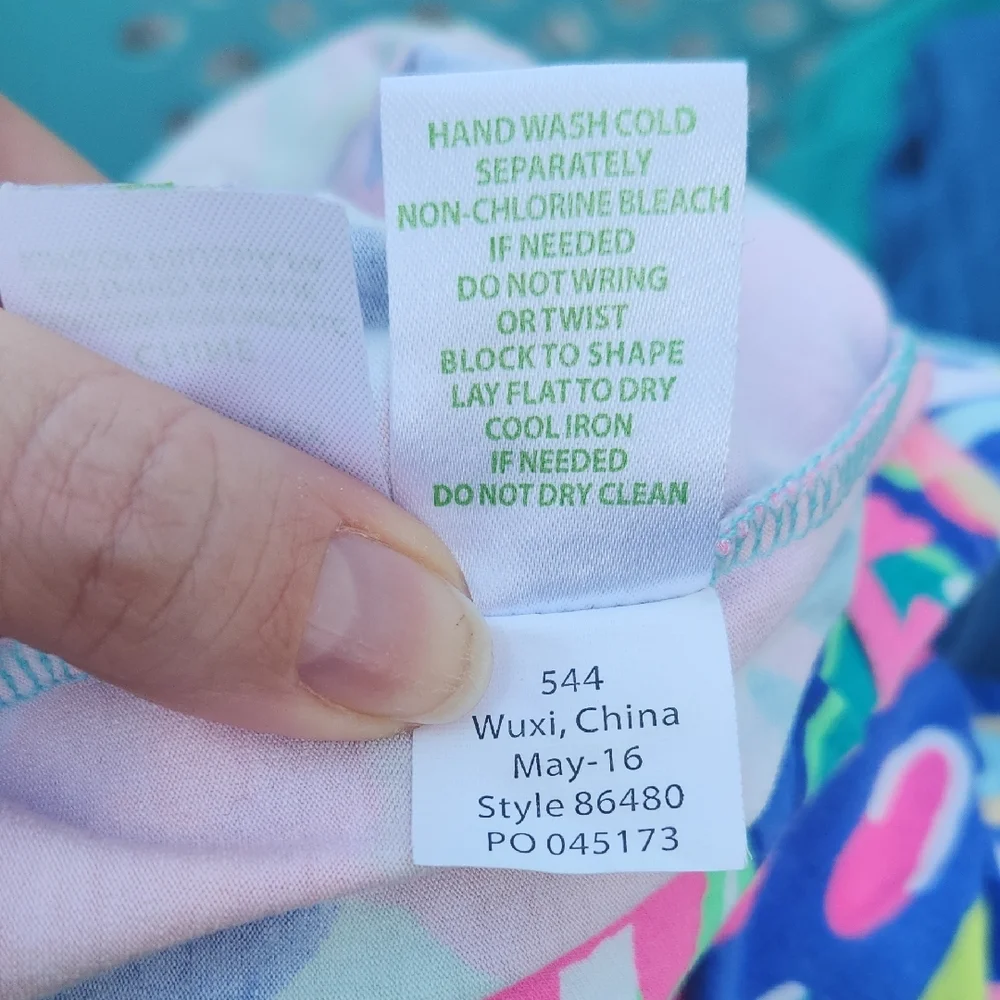 HAND WASH COLD
SEPARATELY
NON-CHLORINE BLEACH
IF NEEDED
DO NOT WRING
OR TWIST
BLOCK TO SHAPE
LAY FLAT TO DRY
COOL IRON
IF NEEDED
DO NOT DRY CLEAN
544
Wuxi, China
May-16
Style 86480
PO 045173